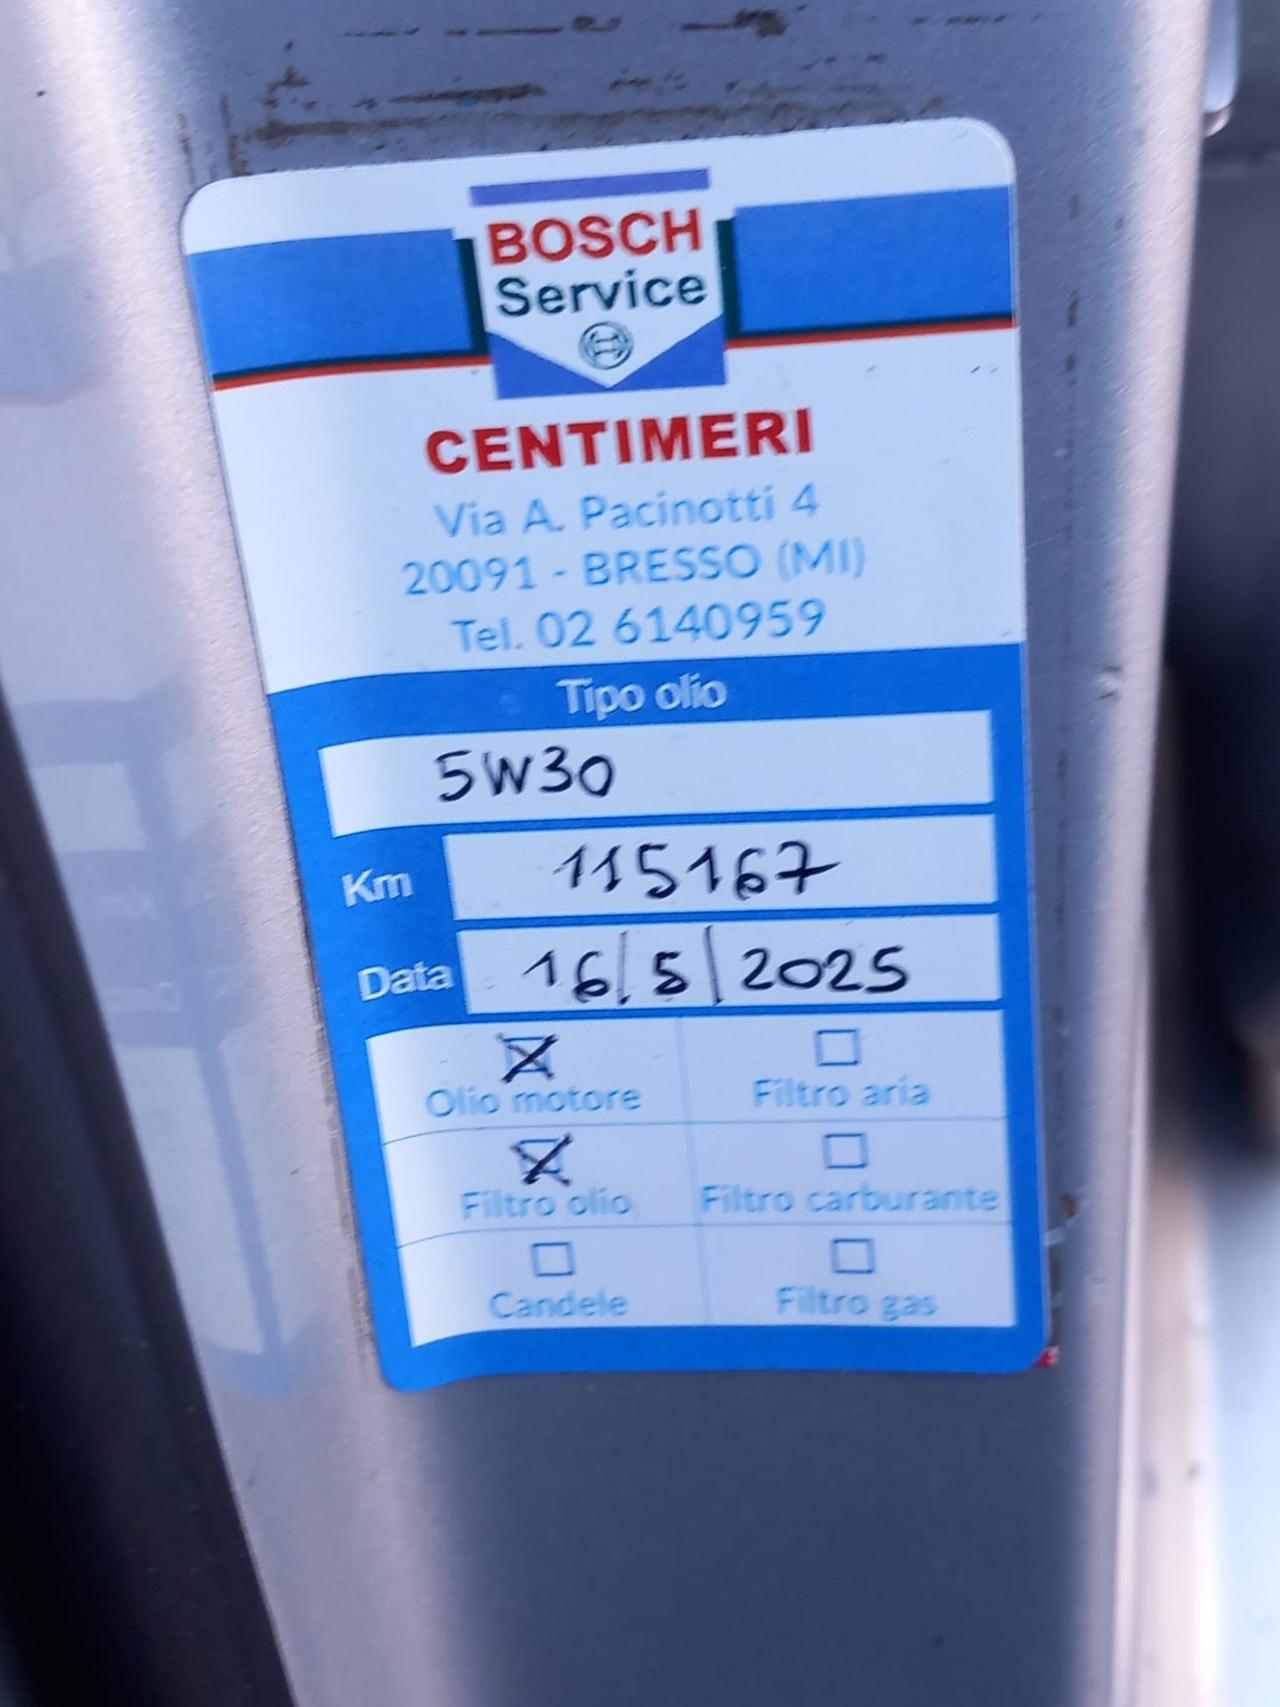 BOSCH
Service
CENTIMERI
Via A. Pacinotti 4
20091 - BRESSO (MI)
Tel. 02 6140959
Tipo olio
5W30
Km 115167
Data 16/5/2025
Olio motore Filtro aria
Filtro olio Filtro carburante
Candele Filtro gas